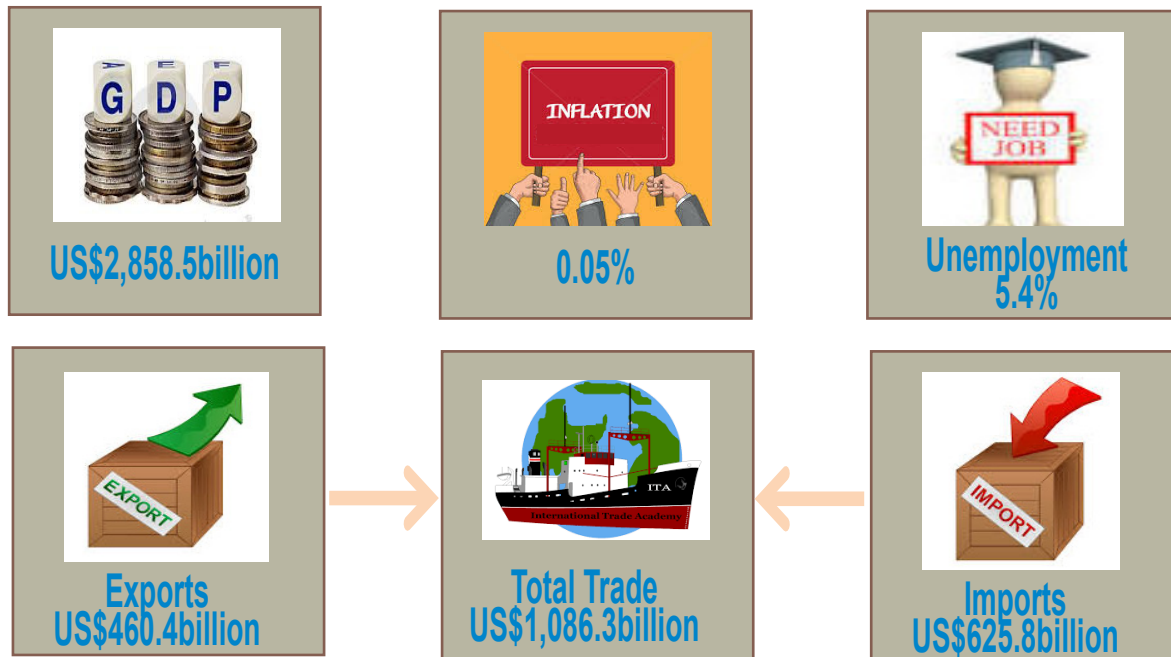 A E F
G D P
US$2,858.5billion
INFLATION
0.05%
NEED
JOB
Unemployment
5.4%
EXPORT
Exports
US$460.4billion
ITA
International Trade Academy
Total Trade
US$1,086.3billion
IMPORT
Imports
US$625.8billion